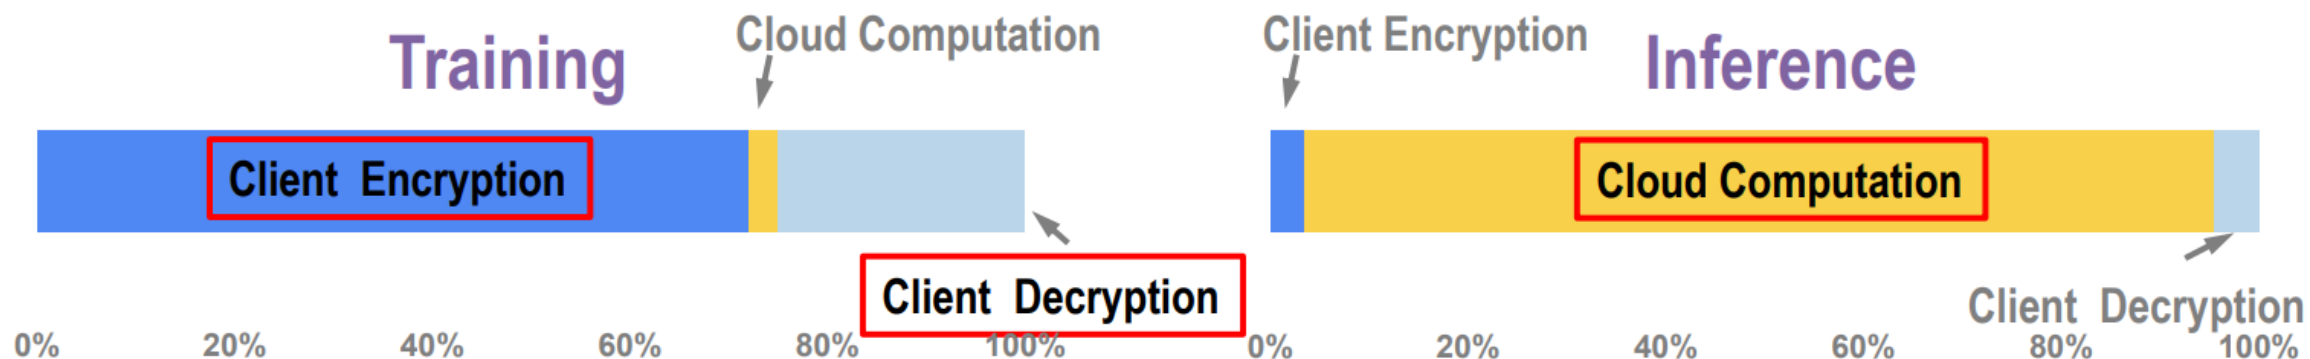 Training
Cloud Computation
Client Encryption
Client Decryption
0% 20% 40% 60% 80% 100%
Client Encryption
Inference
Cloud Computation
Client Decryption
0% 20% 40% 60% 80% 100%